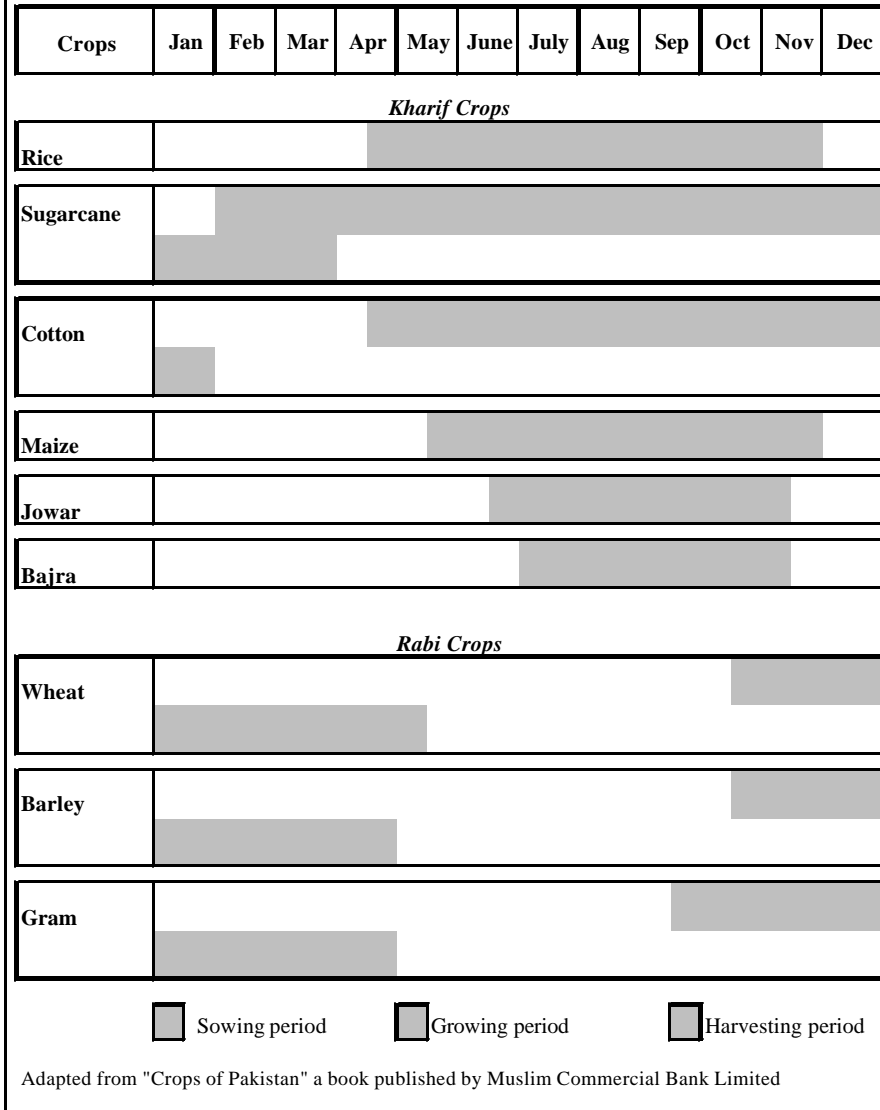 Crops Jan Feb Mar Apr May June July Aug Sep Oct Nov Dec
Kharif Crops
Rice
Sugarcane
Cotton
Maize
Jowar
Bajra
Rabi Crops
Wheat
Barley
Gram
Sowing period Growing period Harvesting period
Adapted from "Crops of Pakistan" a book published by Muslim Commercial Bank Limited